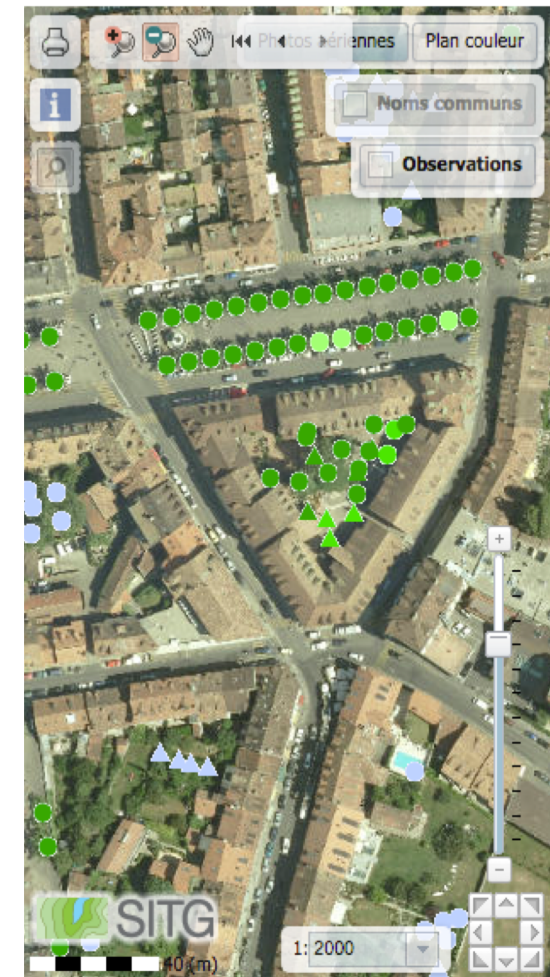 Photos aériennes
Plan couleur
Noms communs
Observations
SITG
40 (m)
1: 2000